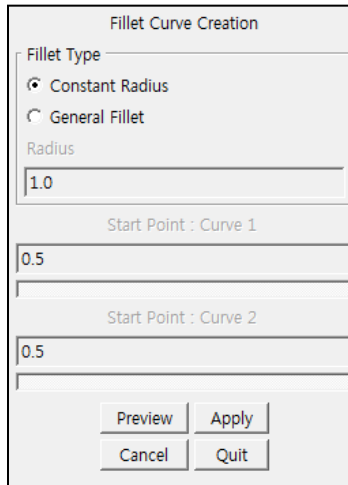 Fillet Curve Creation
Fillet Type
Constant Radius
General Fillet
Radius
1.0
Start Point : Curve 1
0.5
Start Point : Curve 2
0.5
Preview Apply
Cancel Quit